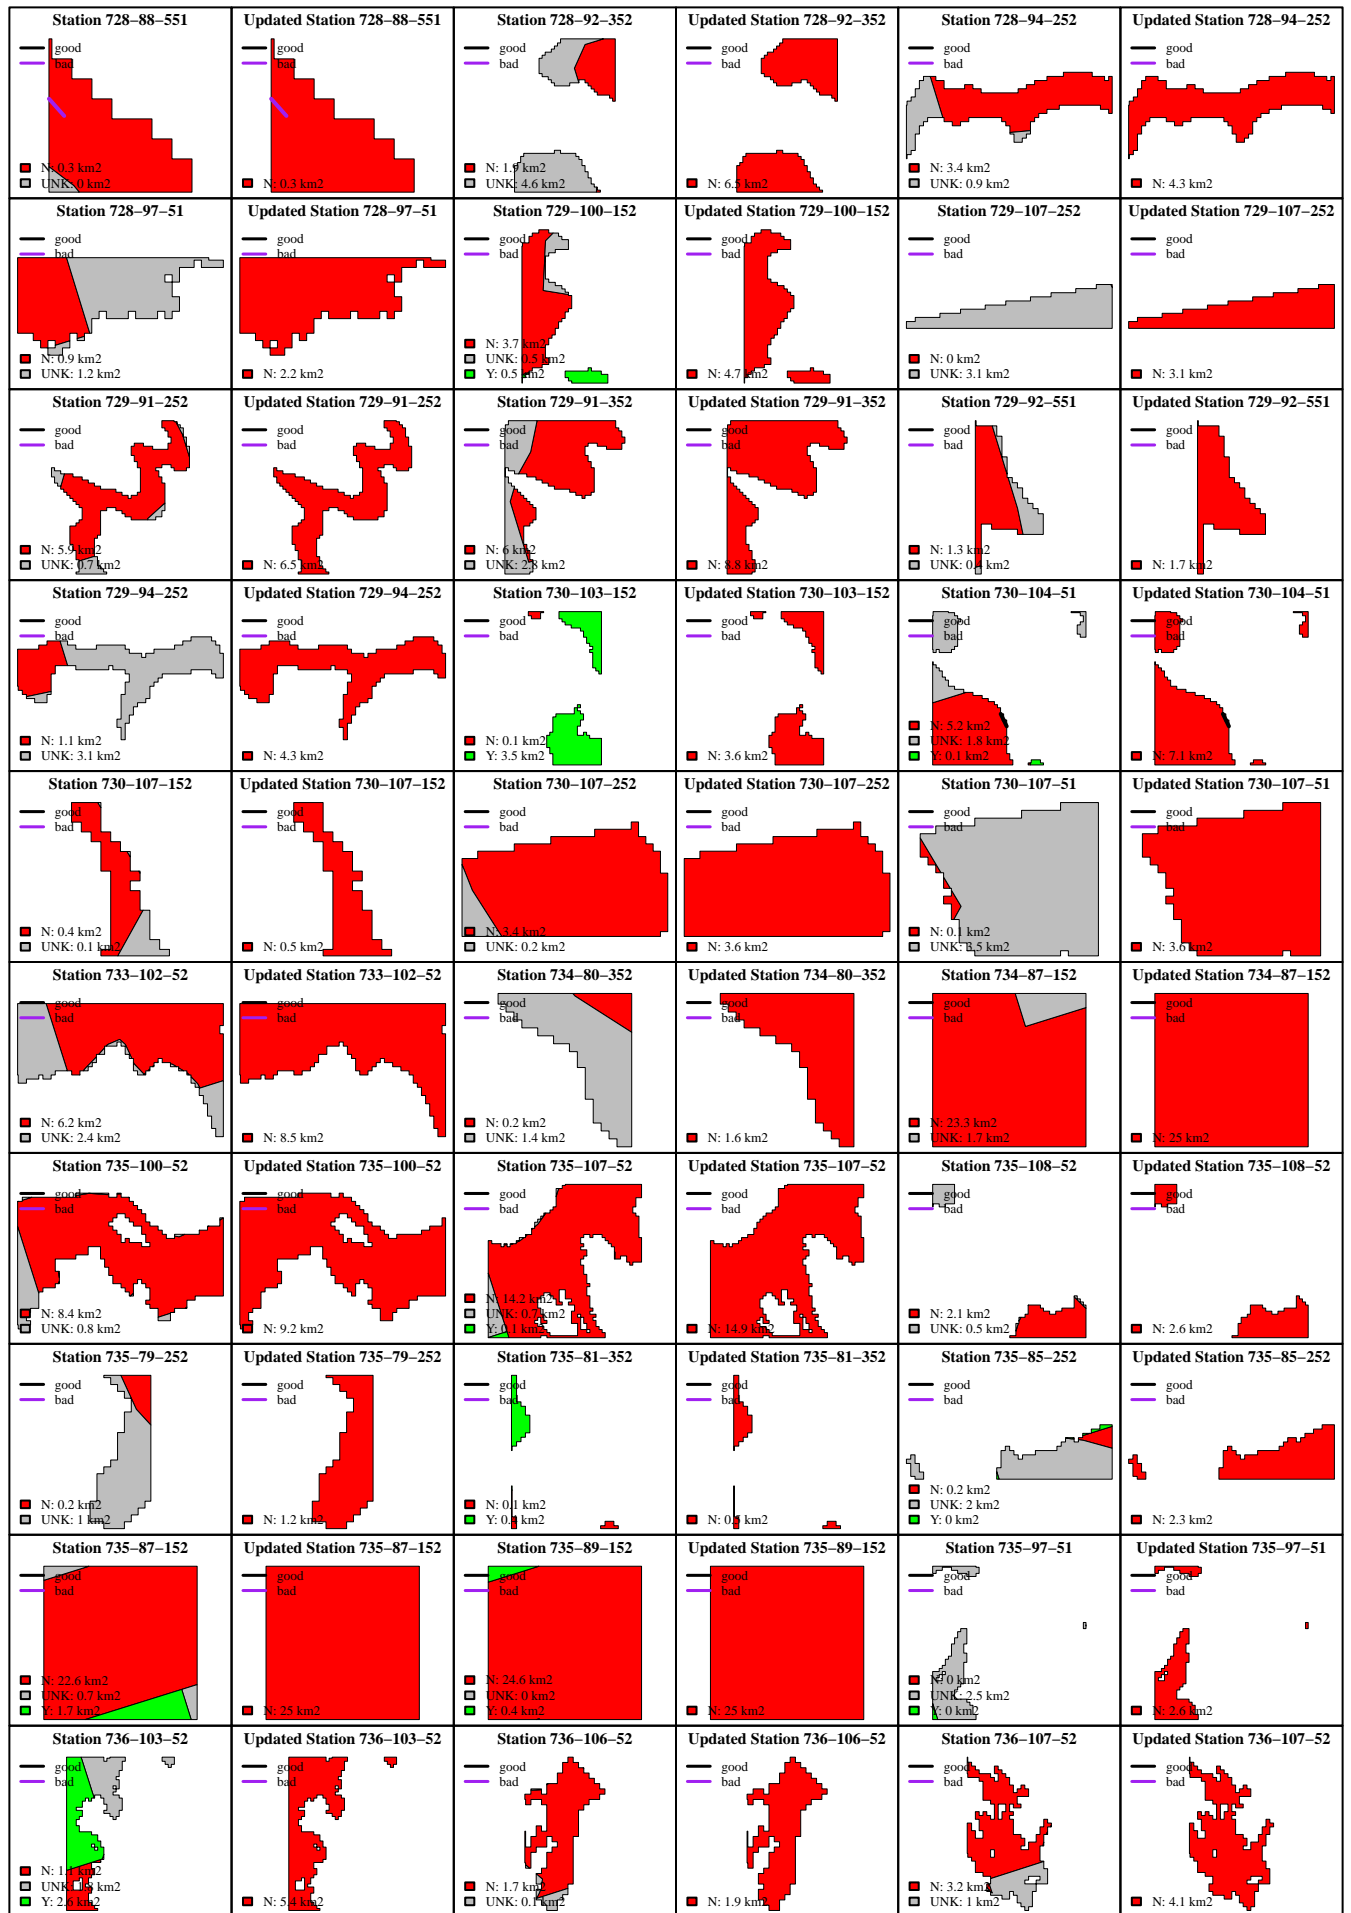 Station 728−88−551
good
bad
N: 0.3 km2
UNK: 0 km2
Updated Station 728−88−551
good
bad
N: 0.3 km2
Station 728−92−352
good
bad
N: 1.9 km2
UNK: 4.6 km2
Updated Station 728−92−352
good
bad
N: 6.5 km2
Station 728−94−252
good
bad
N: 3.4 km2
UNK: 0.9 km2
Updated Station 728−94−252
good
bad
N: 4.3 km2
Station 728−97−51
good
bad
N: 0.9 km2
UNK: 1.2 km2
Updated Station 728−97−51
good
bad
N: 2.2 km2
Station 729−100−152
good
bad
N: 3.7 km2
UNK: 0.5 km2
Y: 0.5 km2
Updated Station 729−100−152
good
bad
N: 4.7 km2
Station 729−107−252
good
bad
N: 0 km2
UNK: 3.1 km2
Updated Station 729−107−252
good
bad
N: 3.1 km2
Station 729−91−252
good
bad
N: 5.9 km2
UNK: 0.7 km2
Updated Station 729−91−252
good
bad
N: 6.5 km2
Station 729−91−352
good
bad
N: 6 km2
UNK: 2.8 km2
Updated Station 729−91−352
good
bad
N: 8.8 km2
Station 729−92−551
good
bad
N: 1.3 km2
UNK: 0.4 km2
Updated Station 729−92−551
good
bad
N: 1.7 km2
Station 729−94−252
good
bad
N: 1.1 km2
UNK: 3.1 km2
Updated Station 729−94−252
good
bad
N: 4.3 km2
Station 730−103−152
good
bad
N: 0.1 km2
Y: 3.5 km2
Updated Station 730−103−152
good
bad
N: 3.6 km2
Station 730−104−51
good
bad
N: 5.2 km2
UNK: 1.8 km2
Y: 0.1 km2
Updated Station 730−104−51
good
bad
N: 7.1 km2
Station 730−107−152
good
bad
N: 0.4 km2
UNK: 0.1 km2
Updated Station 730−107−152
good
bad
N: 0.5 km2
Station 730−107−252
good
bad
N: 3.4 km2
UNK: 0.2 km2
Updated Station 730−107−252
good
bad
N: 3.6 km2
Station 730−107−51
good
bad
N: 0.1 km2
UNK: 3.5 km2
Updated Station 730−107−51
good
bad
N: 3.6 km2
Station 733−102−52
good
bad
N: 6.2 km2
UNK: 2.4 km2
Updated Station 733−102−52
good
bad
N: 8.5 km2
Station 734−80−352
good
bad
N: 0.2 km2
UNK: 1.4 km2
Updated Station 734−80−352
good
bad
N: 1.6 km2
Station 734−87−152
good
bad
N: 23.3 km2
UNK: 1.7 km2
Updated Station 734−87−152
good
bad
N: 25 km2
Station 735−100−52
good
bad
N: 8.4 km2
UNK: 0.8 km2
Updated Station 735−100−52
good
bad
N: 9.2 km2
Station 735−107−52
good
bad
N: 14.2 km2
UNK: 0.7 km2
Y: 0.1 km2
Updated Station 735−107−52
good
bad
N: 14.9 km2
Station 735−108−52
good
bad
N: 2.1 km2
UNK: 0.5 km2
Updated Station 735−108−52
good
bad
N: 2.6 km2
Station 735−79−252
good
bad
N: 0.2 km2
UNK: 1 km2
Updated Station 735−79−252
good
bad
N: 1.2 km2
Station 735−81−352
good
bad
N: 0.1 km2
Y: 0.4 km2
Updated Station 735−81−352
good
bad
N: 0.5 km2
Station 735−85−252
good
bad
N: 0.2 km2
UNK: 2 km2
Y: 0 km2
Updated Station 735−85−252
good
bad
N: 2.3 km2
Station 735−87−152
good
bad
N: 22.6 km2
UNK: 0.7 km2
Y: 1.7 km2
Updated Station 735−87−152
good
bad
N: 25 km2
Station 735−89−152
good
bad
N: 24.6 km2
UNK: 0 km2
Y: 0.4 km2
Updated Station 735−89−152
good
bad
N: 25 km2
Station 735−97−51
good
bad
N: 0 km2
UNK: 2.5 km2
Y: 0 km2
Updated Station 735−97−51
good
bad
N: 2.6 km2
Station 736−103−52
good
bad
N: 1.1 km2
UNK: 1.8 km2
Y: 2.6 km2
Updated Station 736−103−52
good
bad
N: 5.4 km2
Station 736−106−52
good
bad
N: 1.7 km2
UNK: 0.1 km2
Updated Station 736−106−52
good
bad
N: 1.9 km2
Station 736−107−52
good
bad
N: 3.2 km2
UNK: 1 km2
Updated Station 736−107−52
good
bad
N: 4.1 km2